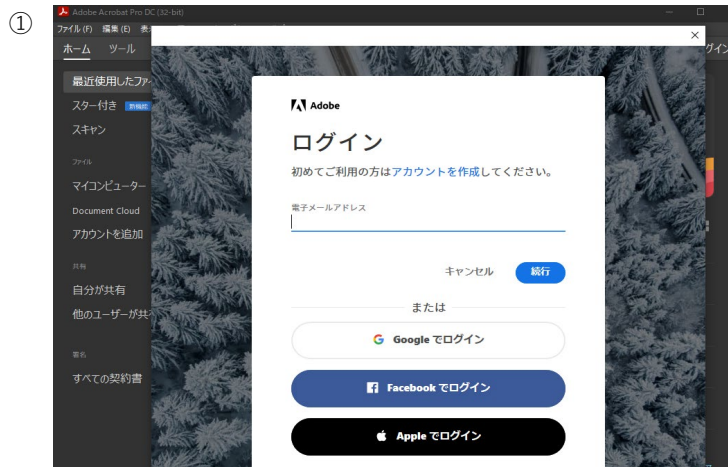 ①
Adobe Acrobat Pro DC (32-bit)
ファイル(F) 編集(E)
ホーム ツール
最近使用したファイ
スター付き 新機能
スキャン
ファイル
マイコンピューター
Document Cloud
アカウントを追加
共有
自分が共有
他のユーザーが共有
署名
すべての契約書
Adobe
ログイン
初めてご利用の方はアカウントを作成してください。
電子メールアドレス
キャンセル 続行
または
Google でログイン
Facebook でログイン
Apple でログイン